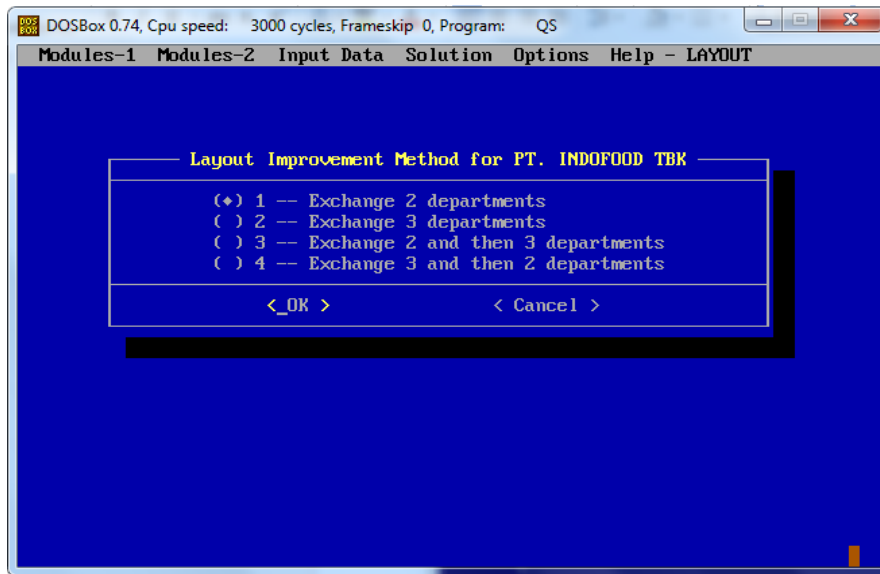 DOSBox 0.74, Cpu speed: 3000 cycles, Frameskip 0, Program: QS
Modules-1 Modules-2 Input Data Solution Options Help - LAYOUT
Layout Improvement Method for PT. INDOFOOD TBK
(♦) 1 -- Exchange 2 departments
( ) 2 -- Exchange 3 departments
( ) 3 -- Exchange 2 and then 3 departments
( ) 4 -- Exchange 3 and then 2 departments
<_OK > < Cancel >